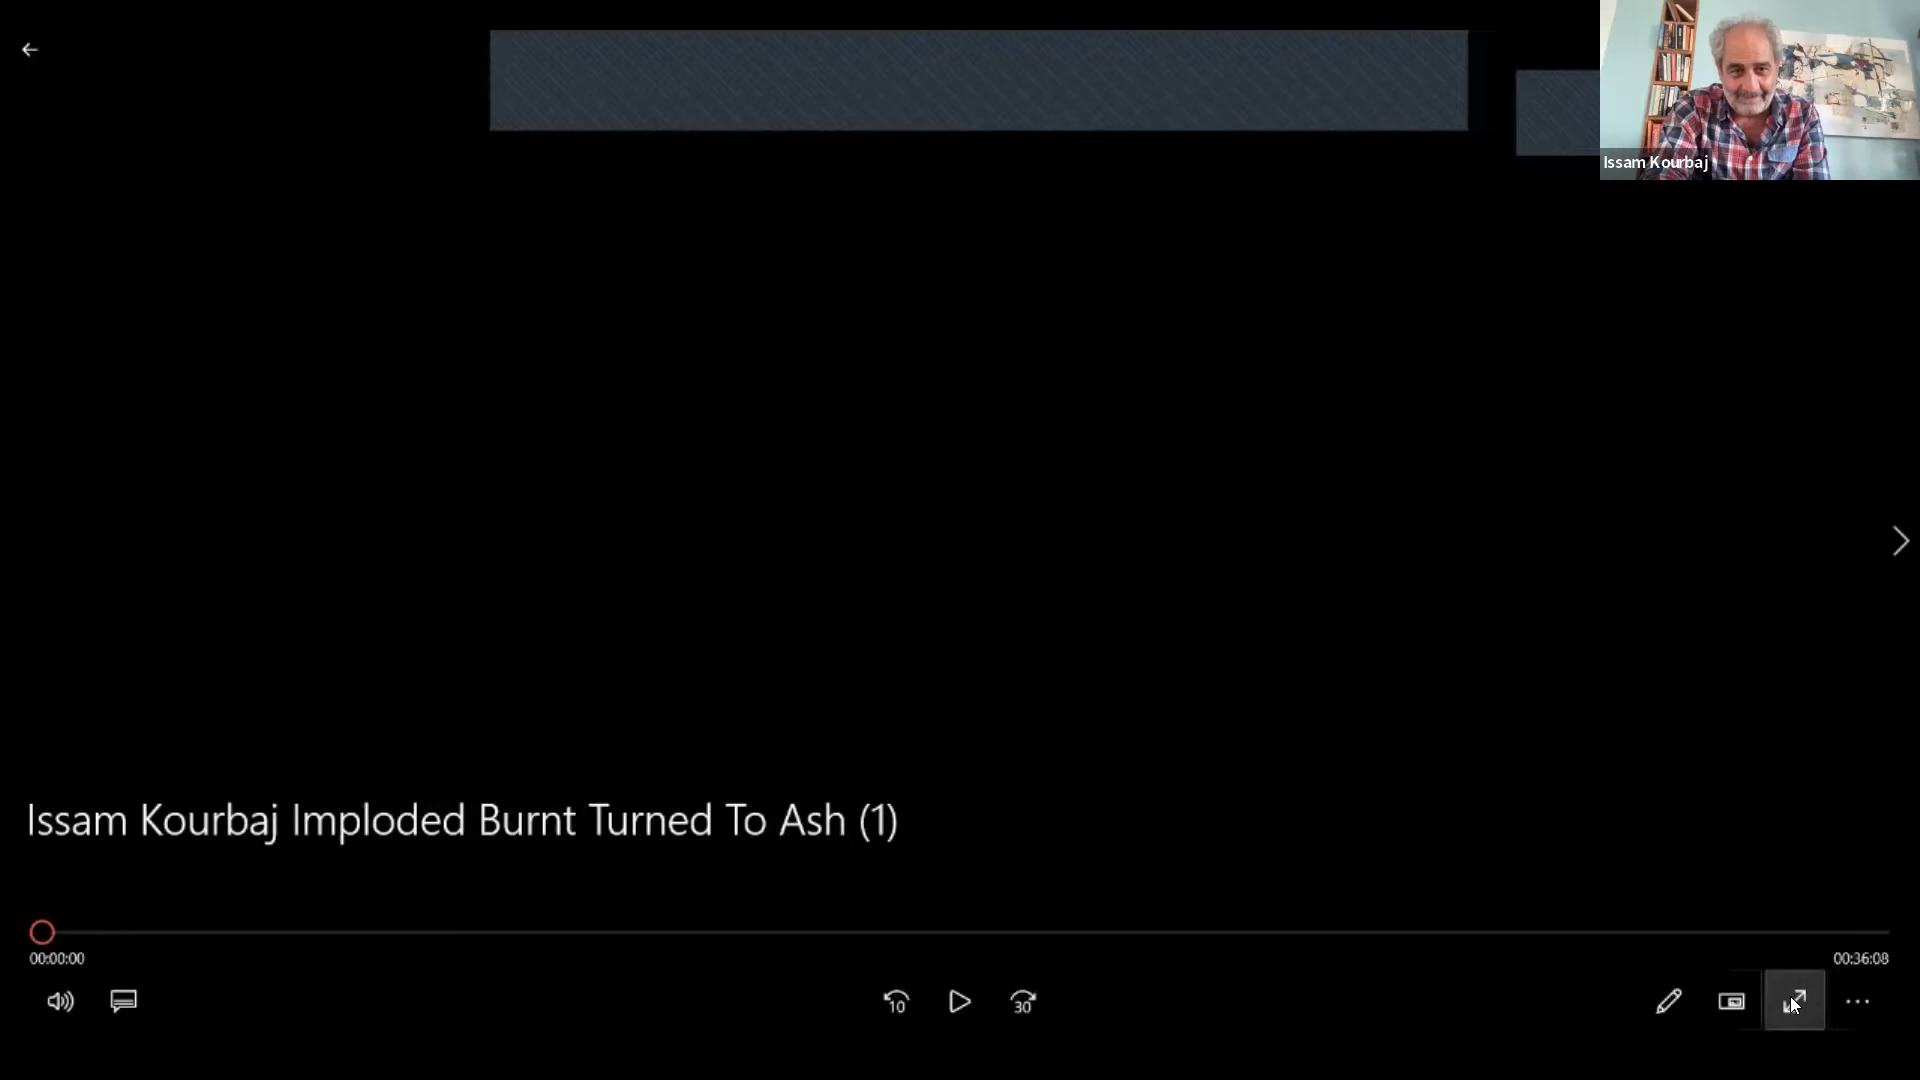 Issam Kourbaj
Issam Kourbaj Imploded Burnt Turned To Ash (1)
00:00:00
00:36:08
10
30